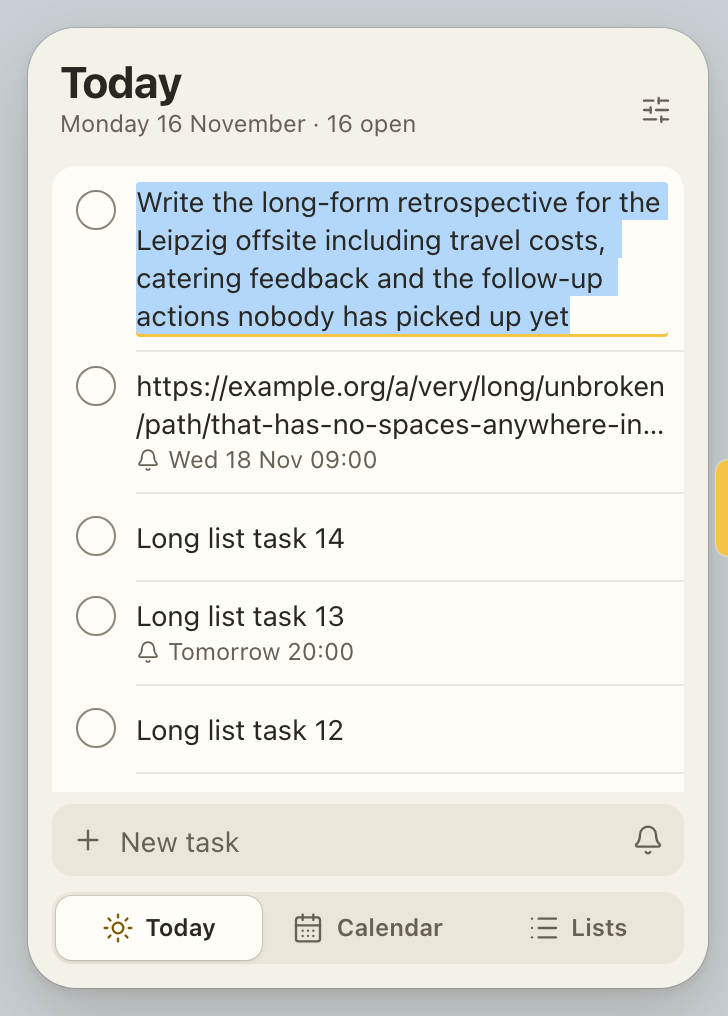 Today
Monday 16 November · 16 open
Write the long-form retrospective for the
Leipzig offsite including travel costs,
catering feedback and the follow-up
actions nobody has picked up yet
https://example.org/a/very/long/unbroken
/path/that-has-no-spaces-anywhere-in...
Wed 18 Nov 09:00
Long list task 14
Long list task 13
Tomorrow 20:00
Long list task 12
New task
Today
Calendar
Lists